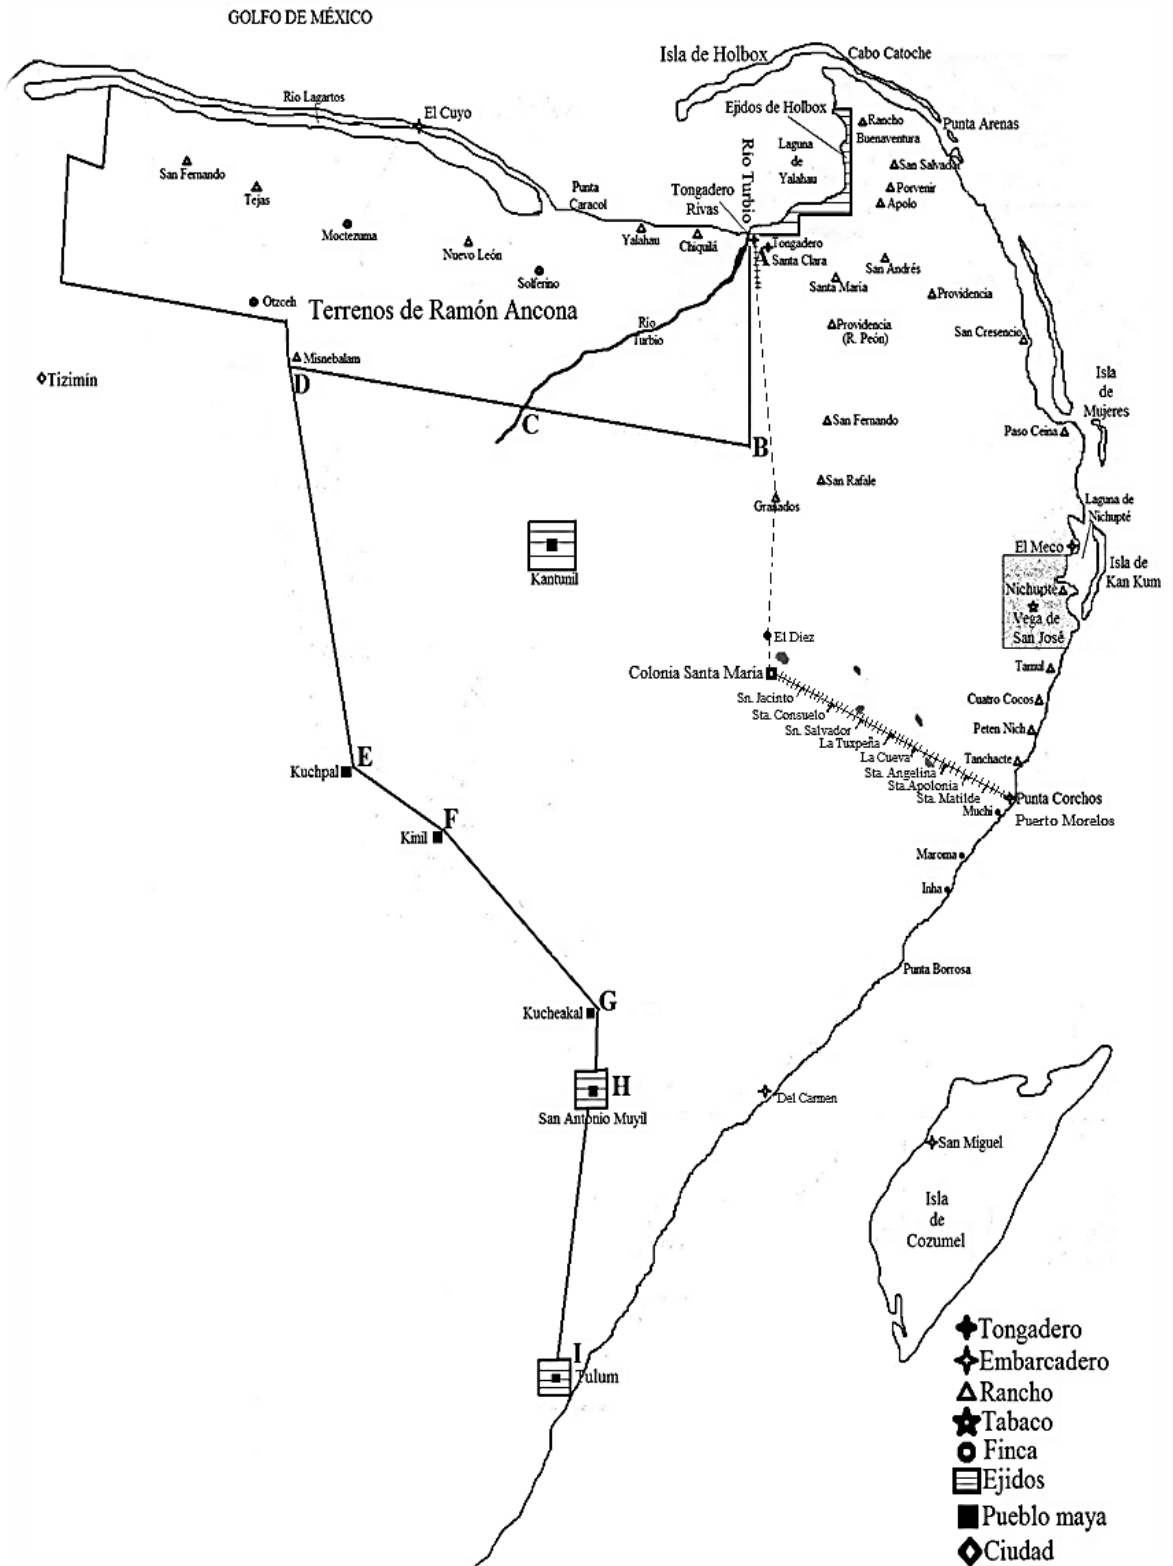 GOLFO DE MÉXICO
Isla de Holbox
Cabo Catoche
Río Lagartos
El Cuyo
Ejidos de Holbox
Rancho
Buenaventura
Punta Arenas
San Fernando
Tejas
Moctezuma
Nuevo León
Solferino
Otzceh
Punta
Caracol
Tongadero
Rivas
Río Turbio
Laguna
de
Yalahau
San Salvador
Porvenir
Apolo
Yalahau
Chiquilá
A
Tongadero
Santa Clara
San Andrés
Santa María
Providencia
Terrenos de Ramón Ancona
Río
Turbio
Providencia
(R. Peón)
San Cresencio
Misnebalam
Tizimín
D
C
B
Isla
de
Mujeres
San Fernando
Paso Ceina
San Rafale
Granados
Laguna de
Nichupté
El Meco
Isla de
Kan Kum
Kantunil
Nichupté
Vega de
San José
El Diez
Colonia Santa María
Tamul
Sn. Jacinto
Sta. Consuelo
Sn. Salvador
La Tuxpeña
La Cueva
Sta. Angelina
Sta. Apolonia
Sta. Matilde
Cuatro Cocos
Peten Nich
Tanchacte
Punta Corchos
Muchi
Puerto Morelos
E
Kuchpal
F
Kinil
Maroma
Inha
Punta Borrosa
G
Kucheakal
H
San Antonio Muyil
Del Carmen
San Miguel
Isla
de
Cozumel
I
Tulum
Tongadero
Embarcadero
Rancho
Tabaco
Finca
Ejidos
Pueblo maya
Ciudad